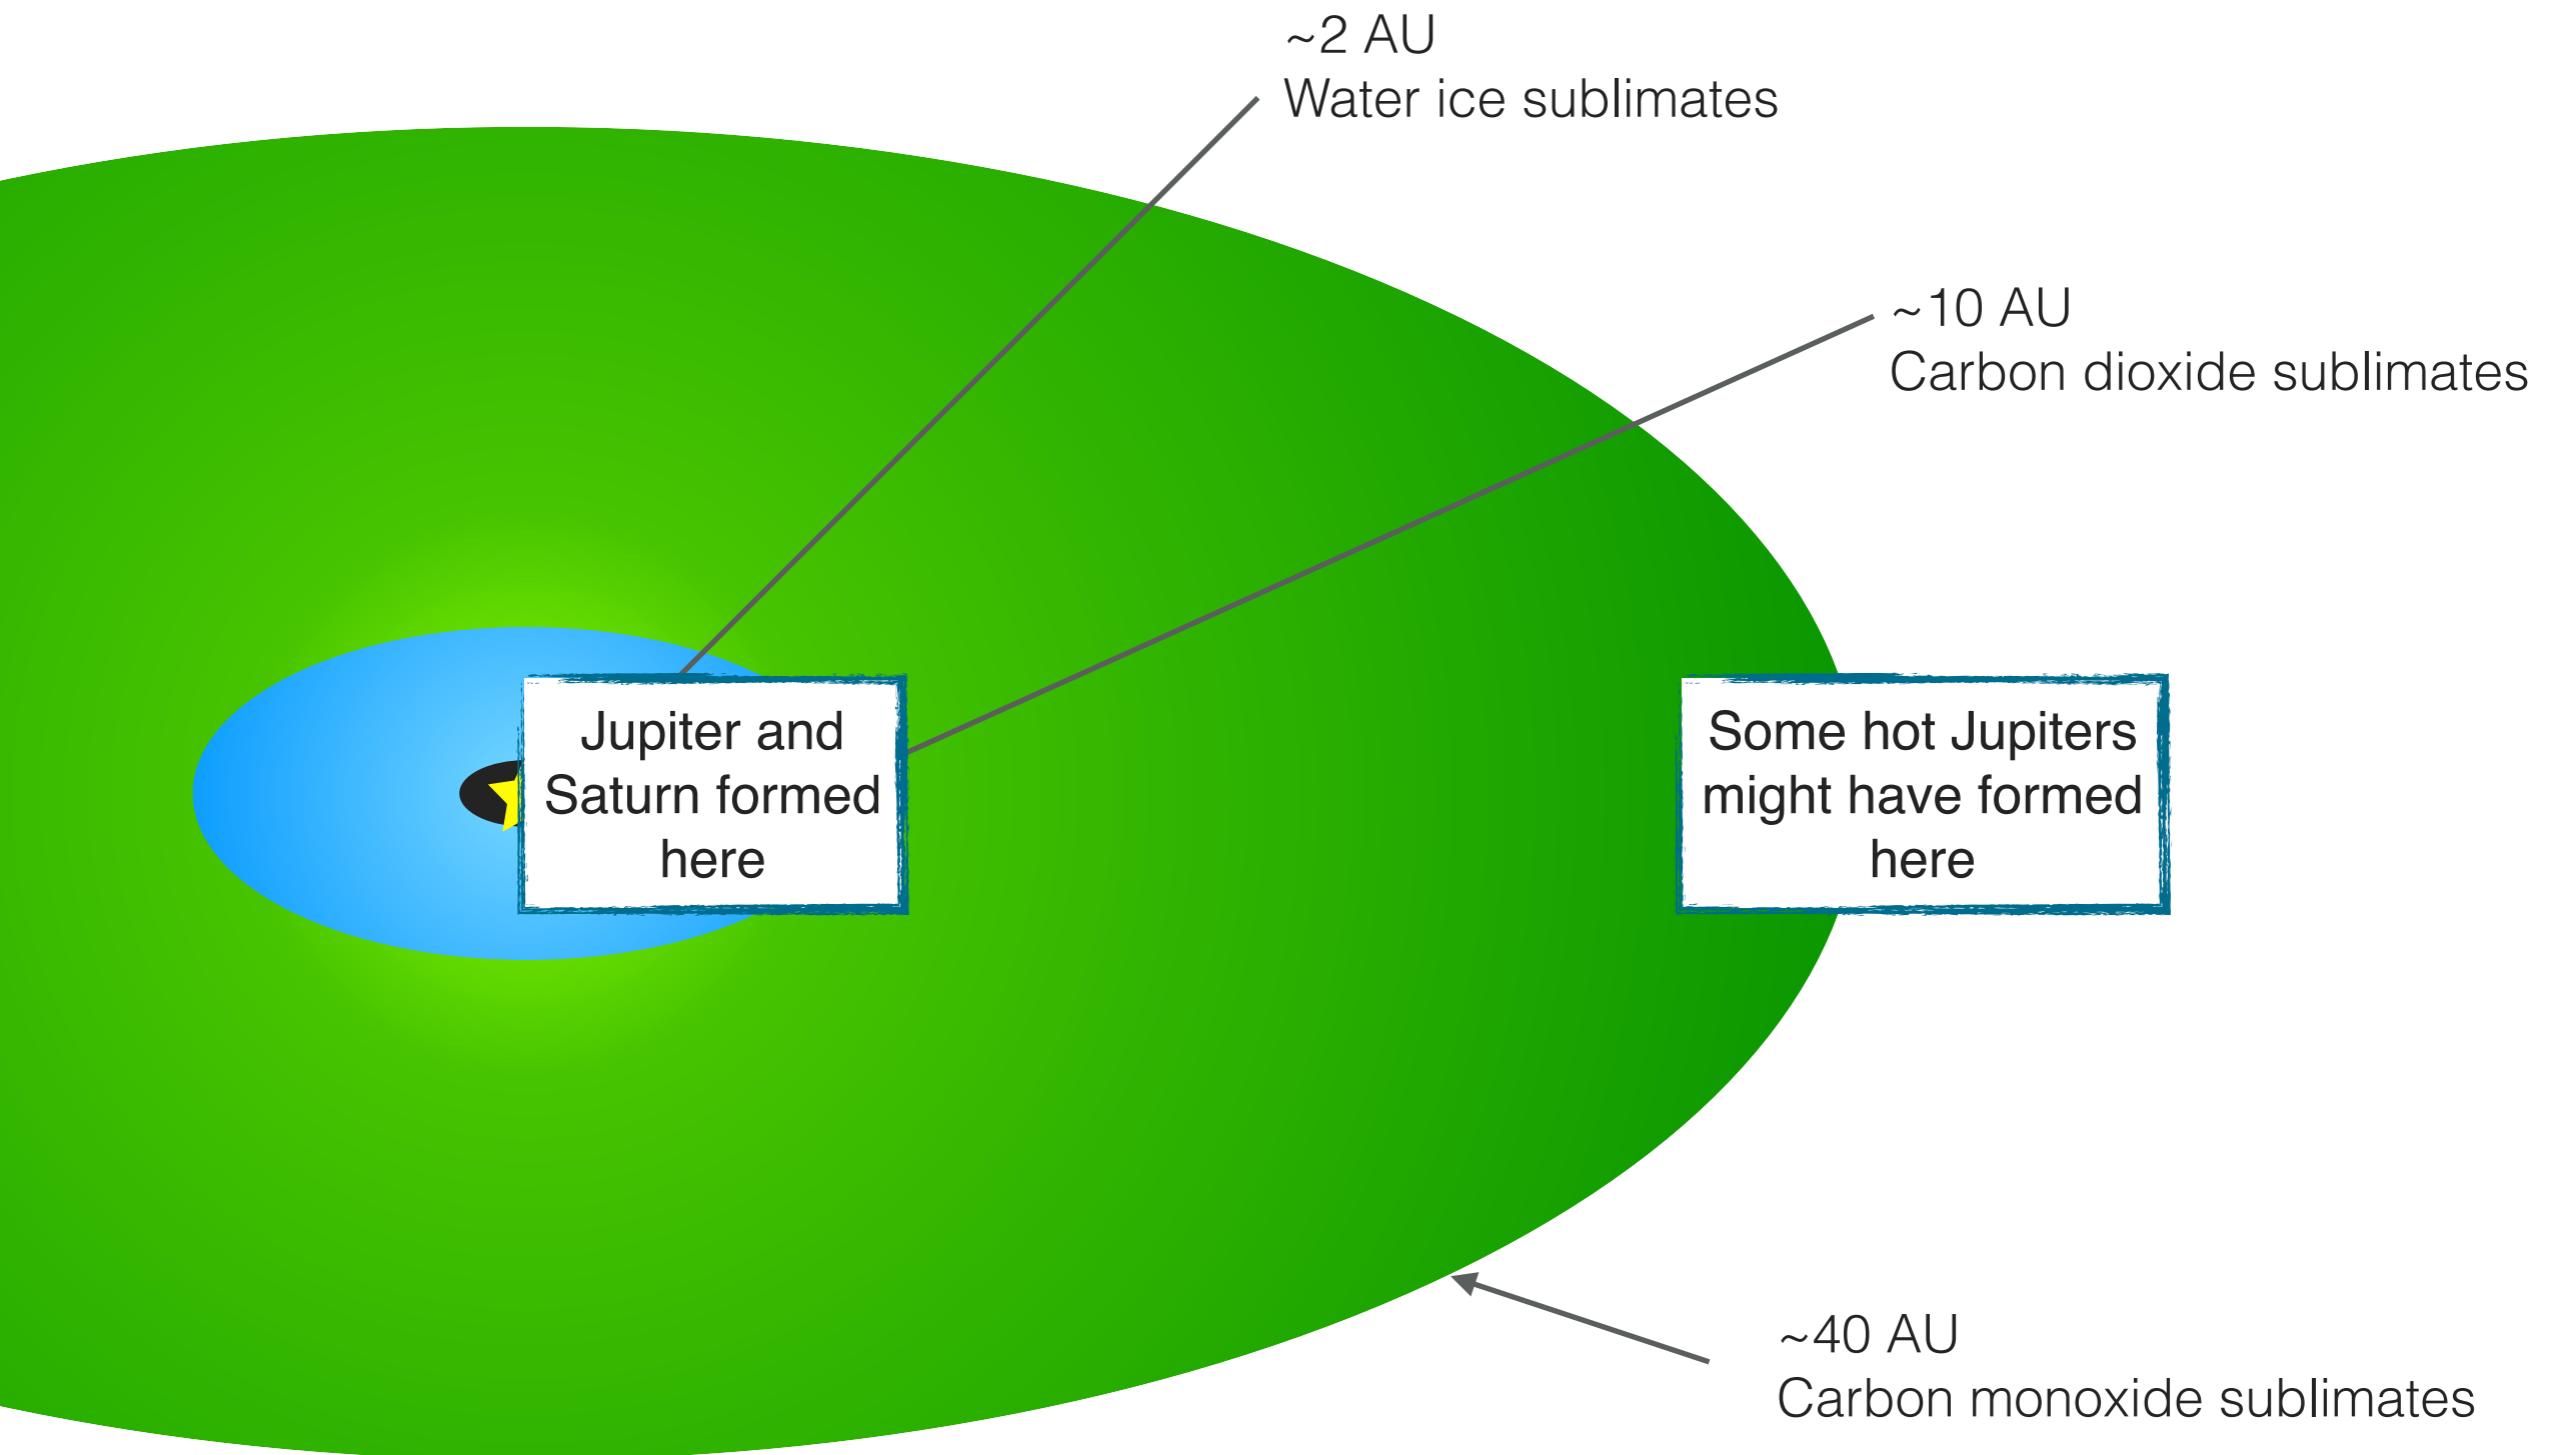 ~2 AU
Water ice sublimates
~10 AU
Carbon dioxide sublimates
Jupiter and
Saturn formed
here
Some hot Jupiters
might have formed
here
~40 AU
Carbon monoxide sublimates